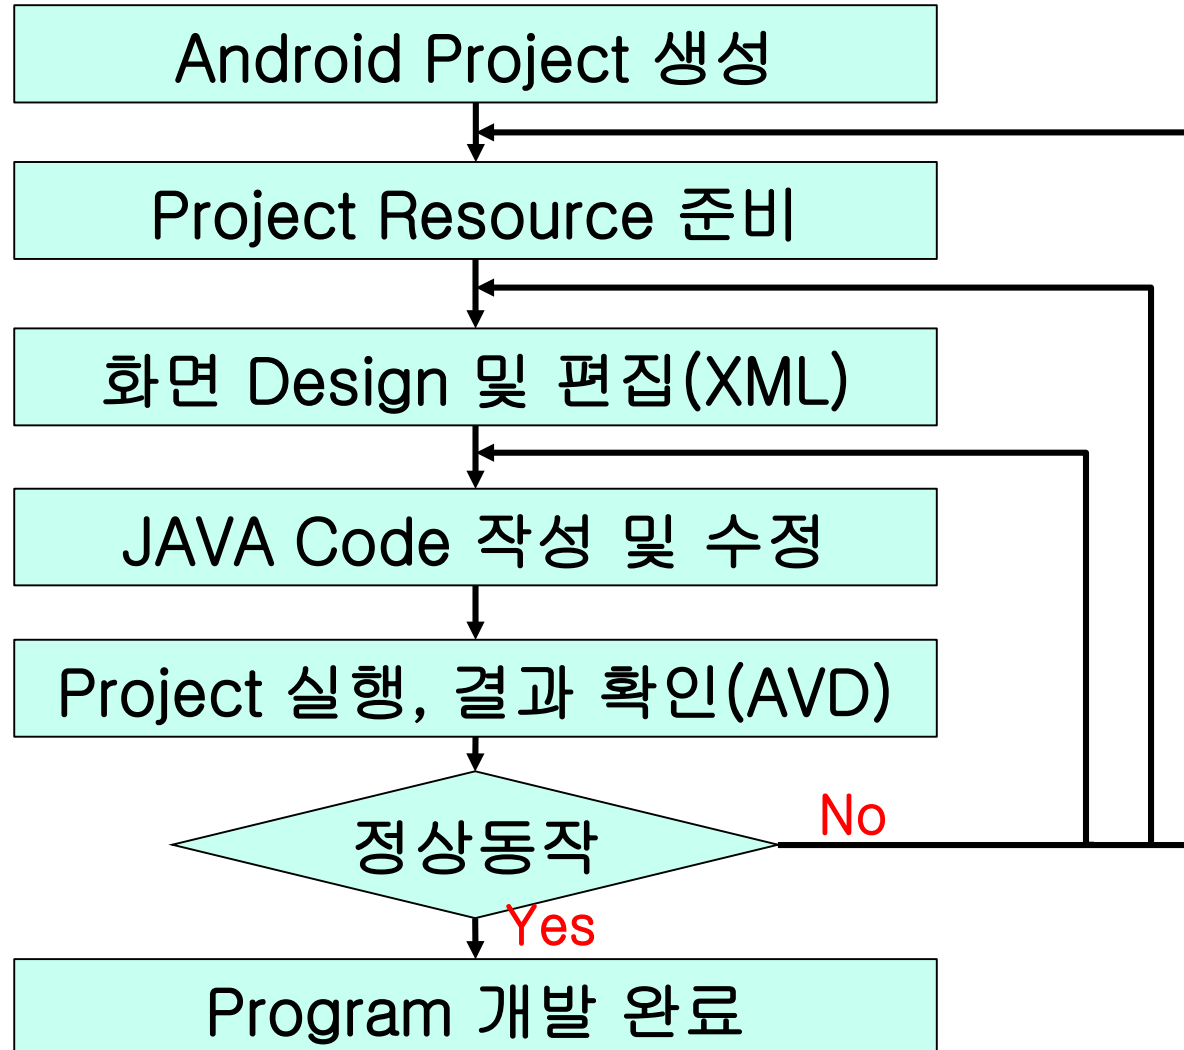 Android Project 생성
Project Resource 준비
화면 Design 및 편집(XML)
JAVA Code 작성 및 수정
Project 실행, 결과 확인(AVD)
정상동작
No
Yes
Program 개발 완료